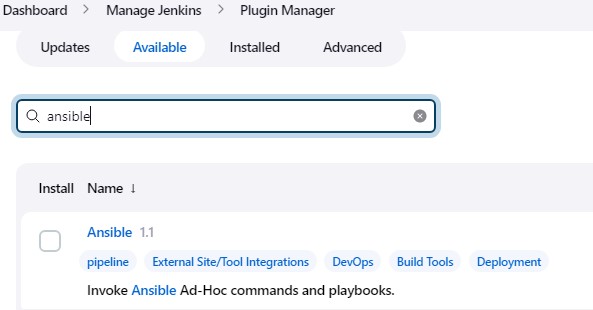 Dashboard > Manage Jenkins > Plugin Manager
Updates Available Installed Advanced
ansible
Install Name ↓
Ansible 1.1
pipeline External Site/Tool Integrations DevOps Build Tools Deployment
Invoke Ansible Ad-Hoc commands and playbooks.